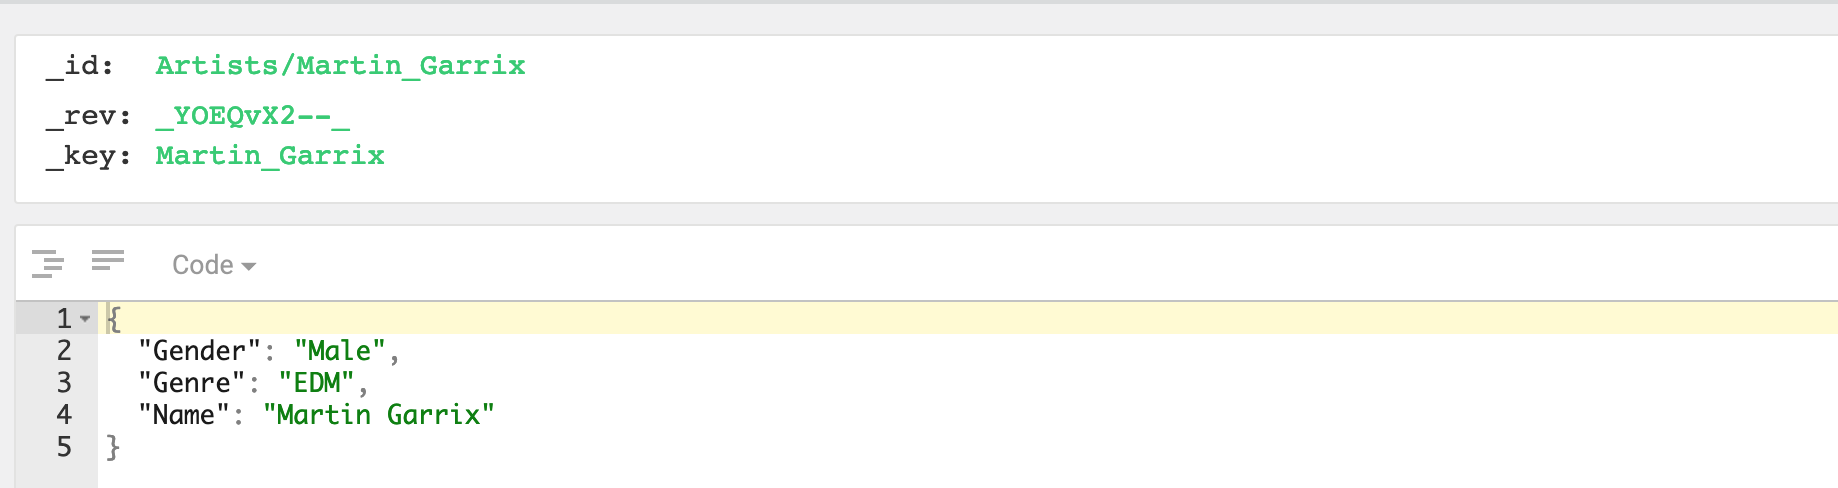 _id: Artists/Martin_Garrix
_rev: _YOEQvX2--_
_key: Martin_Garrix
Code
1 {
2 "Gender": "Male",
3 "Genre": "EDM",
4 "Name": "Martin Garrix"
5 }